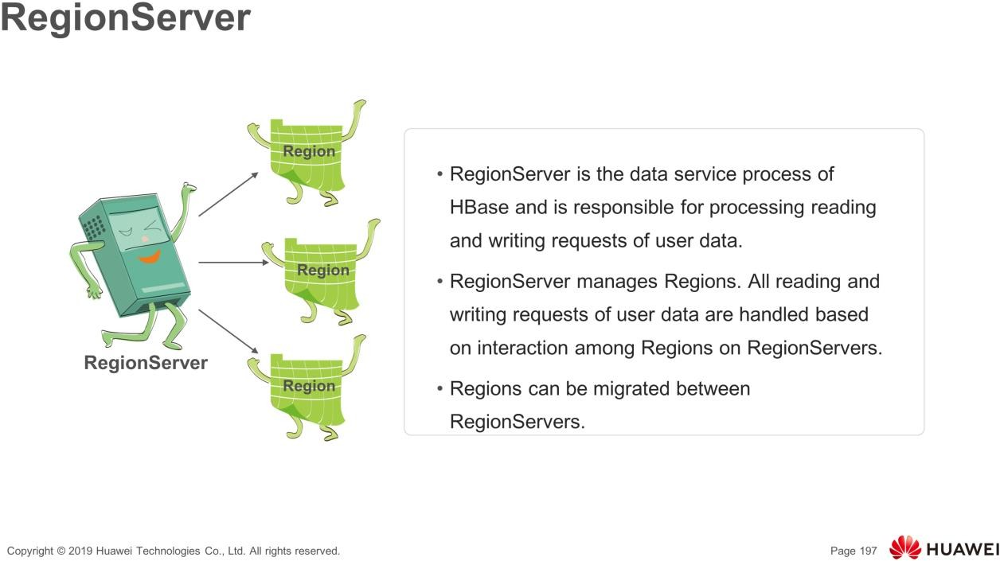 RegionServer
Region
Region
Region
RegionServer
• RegionServer is the data service process of
HBase and is responsible for processing reading
and writing requests of user data.
• RegionServer manages Regions. All reading and
writing requests of user data are handled based
on interaction among Regions on RegionServers.
• Regions can be migrated between
RegionServers.
Copyright © 2019 Huawei Technologies Co., Ltd. All rights reserved.
Page 197
HUAWEI